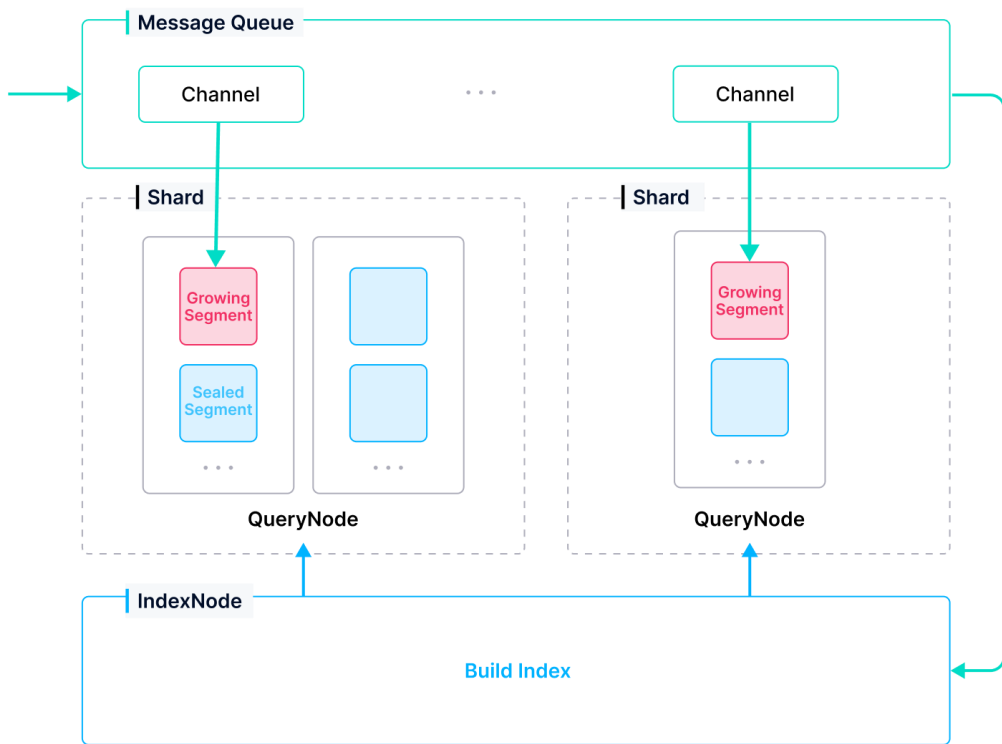 Message Queue
Channel
...
Channel
Shard
Shard
Growing
Segment
Growing
Segment
Sealed
Segment
...
...
...
QueryNode
QueryNode
IndexNode
Build Index